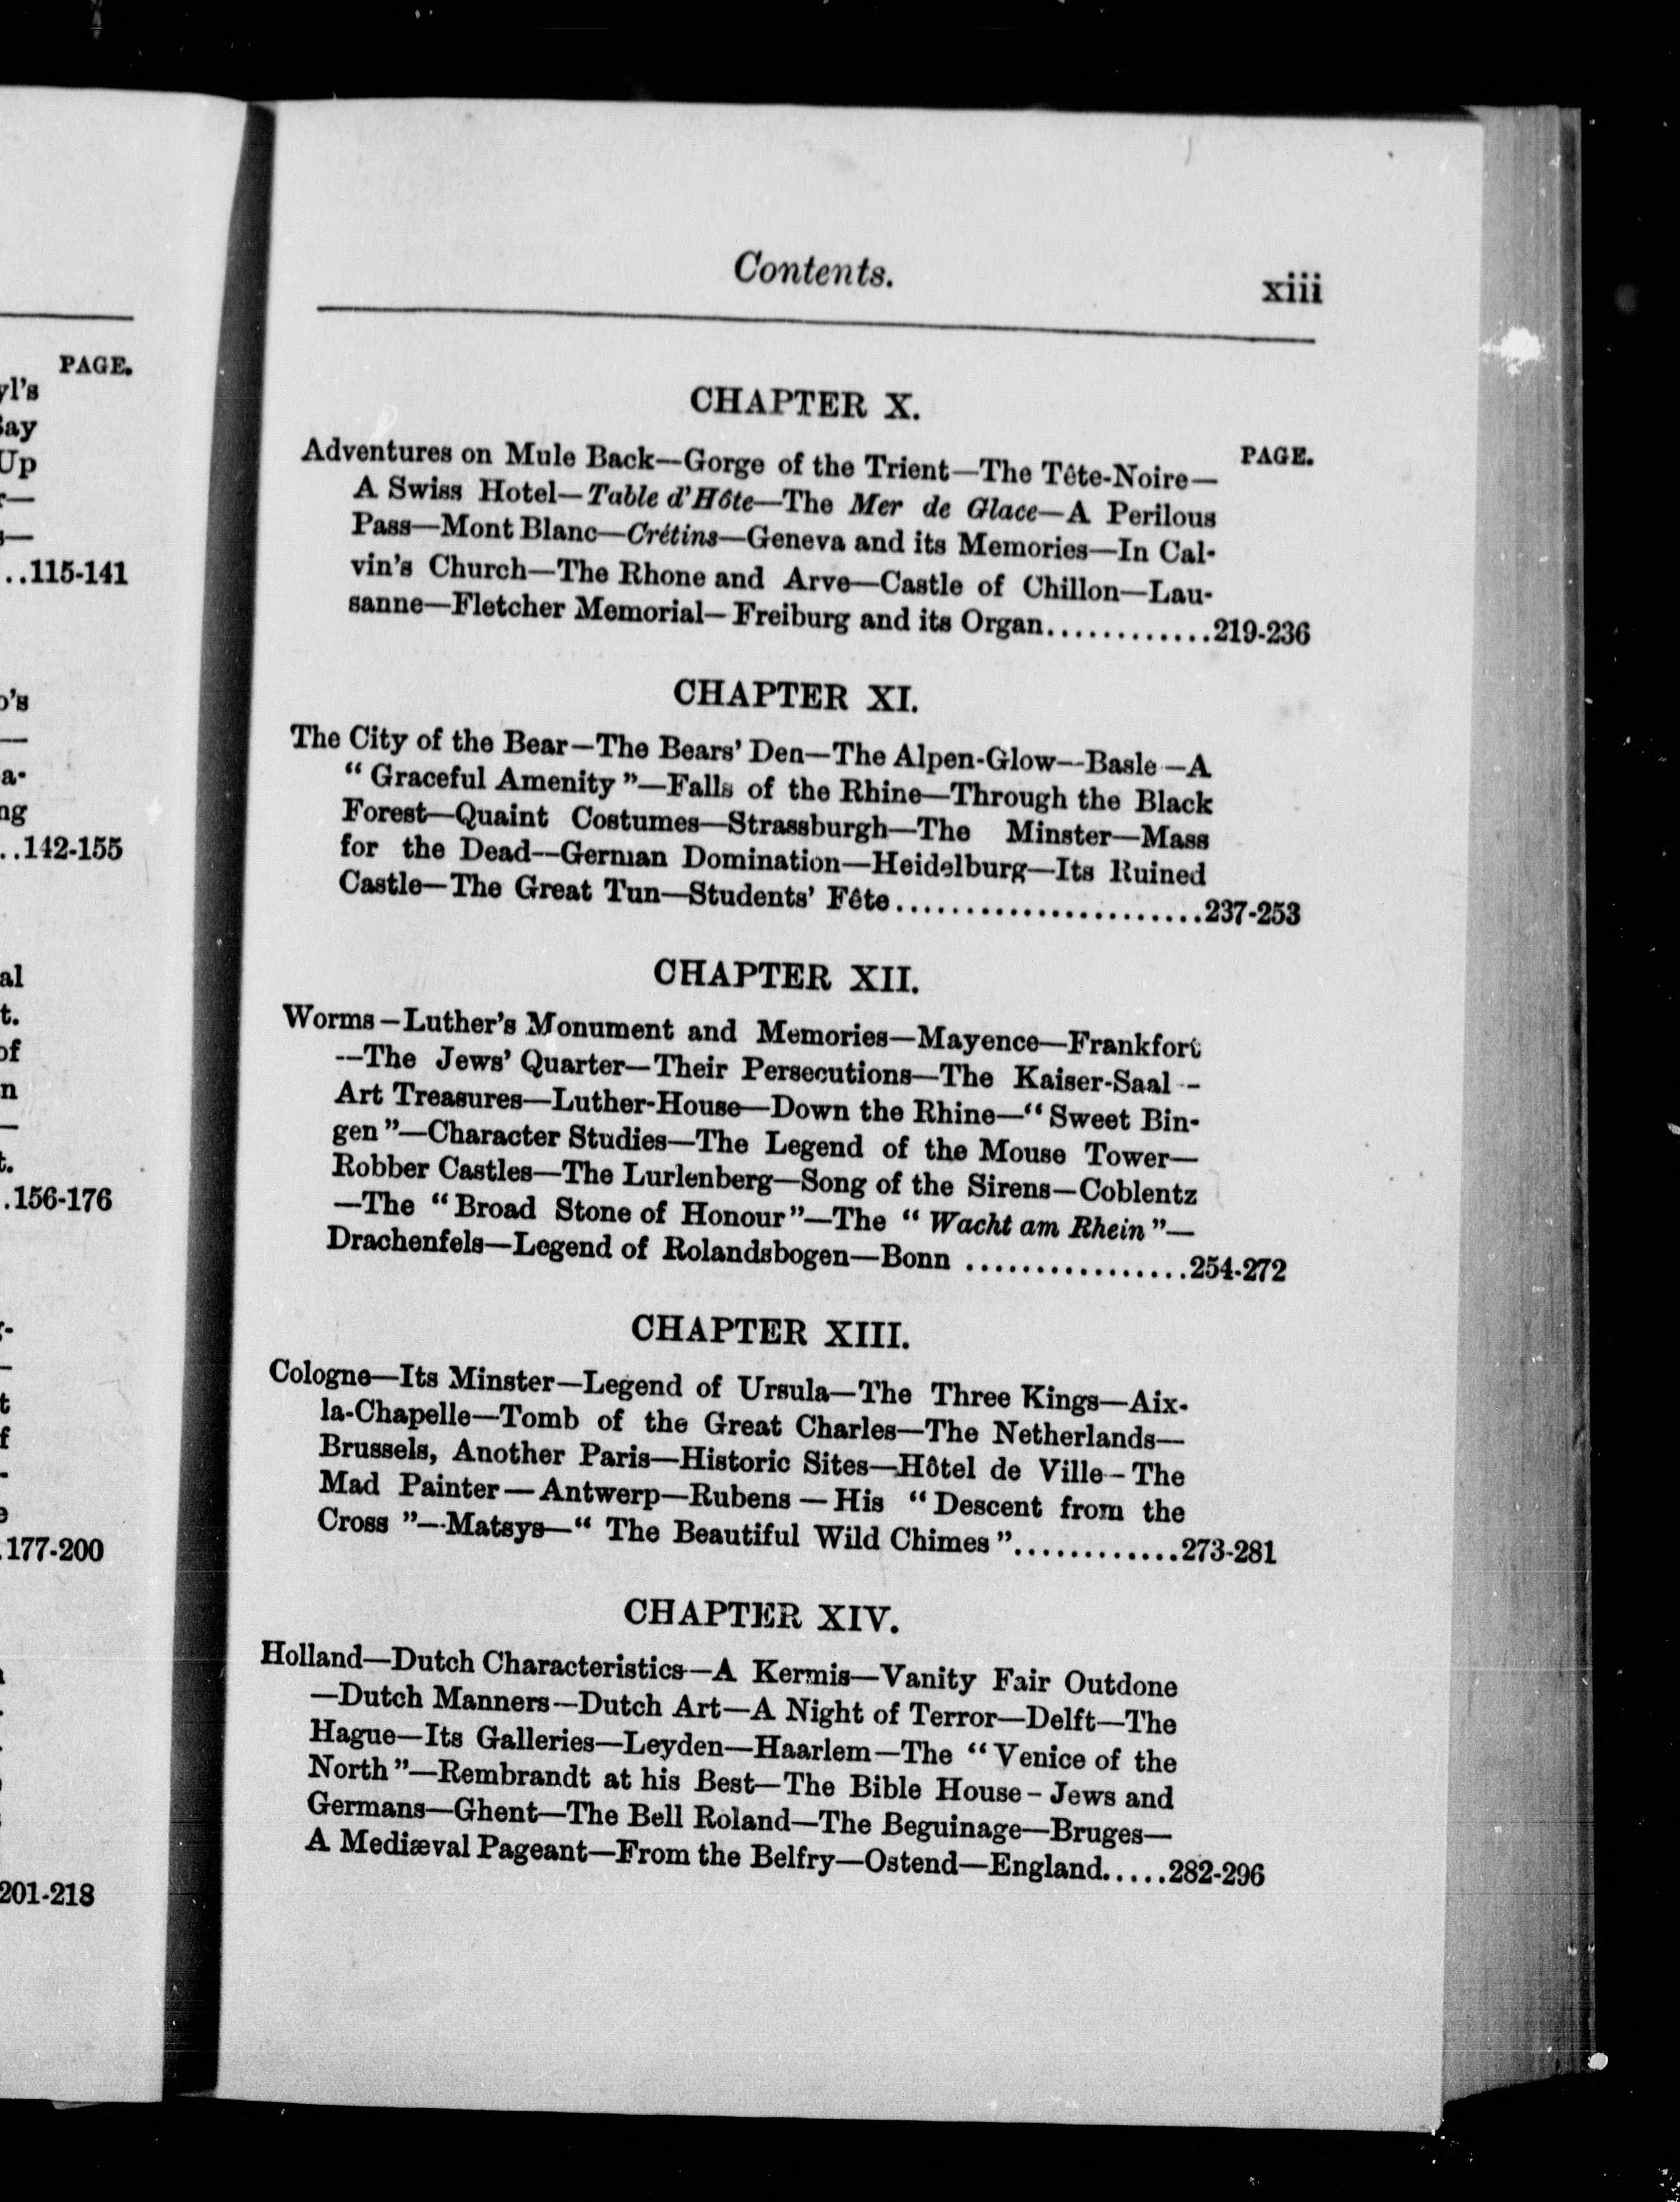 PAGE.
yl's
Say
Up
..115-141
o's
ng
..142-155
al
t.
of
n
..156-176
.177-200
201-218
Contents.
xiii
CHAPTER X.
PAGE.
Adventures on Mule Back—Gorge of the Trient—The Tête-Noire—
A Swiss Hotel—Table d'Hôte—The Mer de Glace—A Perilous
Pass—Mont Blanc—Crétins—Geneva and its Memories—In Cal-
vin's Church—The Rhone and Arve—Castle of Chillon—Lau-
sanne—Fletcher Memorial—Freiburg and its Organ............219-236
CHAPTER XI.
The City of the Bear—The Bears' Den—The Alpen-Glow—Basle—A
“Graceful Amenity”—Falls of the Rhine—Through the Black
Forest—Quaint Costumes—Strassburgh—The Minster—Mass
for the Dead—German Domination—Heidelburg—Its Ruined
Castle—The Great Tun—Students' Fête......................237-253
CHAPTER XII.
Worms—Luther's Monument and Memories—Mayence—Frankfort
—The Jews' Quarter—Their Persecutions—The Kaiser-Saal—
Art Treasures—Luther-House—Down the Rhine—“Sweet Bin-
gen”—Character Studies—The Legend of the Mouse Tower—
Robber Castles—The Lurlenberg—Song of the Sirens—Coblentz
—The “Broad Stone of Honour”—The “Wacht am Rhein”—
Drachenfels—Legend of Rolandsbogen—Bonn ................254-272
CHAPTER XIII.
Cologne—Its Minster—Legend of Ursula—The Three Kings—Aix-
la-Chapelle—Tomb of the Great Charles—The Netherlands—
Brussels, Another Paris—Historic Sites—Hôtel de Ville—The
Mad Painter—Antwerp—Rubens—His “Descent from the
Cross”—Matsys—“The Beautiful Wild Chimes”............273-281
CHAPTER XIV.
Holland—Dutch Characteristics—A Kermis—Vanity Fair Outdone
—Dutch Manners—Dutch Art—A Night of Terror—Delft—The
Hague—Its Galleries—Leyden—Haarlem—The “Venice of the
North”—Rembrandt at his Best—The Bible House—Jews and
Germans—Ghent—The Bell Roland—The Beguinage—Bruges—
A Mediæval Pageant—From the Belfry—Ostend—England.....282-296